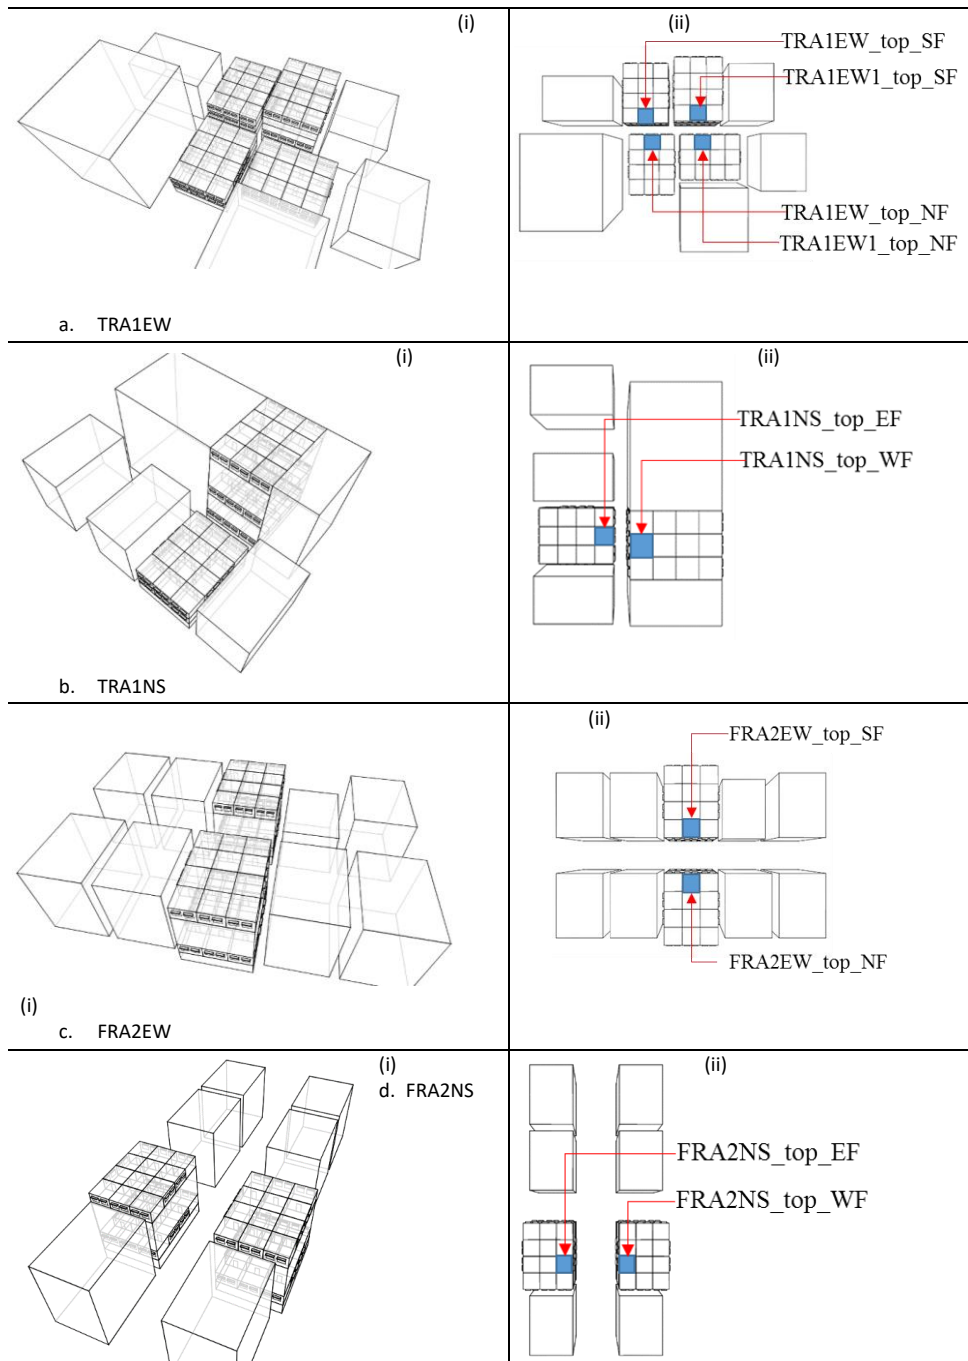 (i)
(ii)
TRA1EW_top_SF
TRA1EW1_top_SF
TRA1EW_top_NF
TRA1EW1_top_NF
a. TRA1EW
(i)
(ii)
TRA1NS_top_EF
TRA1NS_top_WF
b. TRA1NS
(ii)
FRA2EW_top_SF
FRA2EW_top_NF
(i)
c. FRA2EW
(i)
d. FRA2NS
(ii)
FRA2NS_top_EF
FRA2NS_top_WF